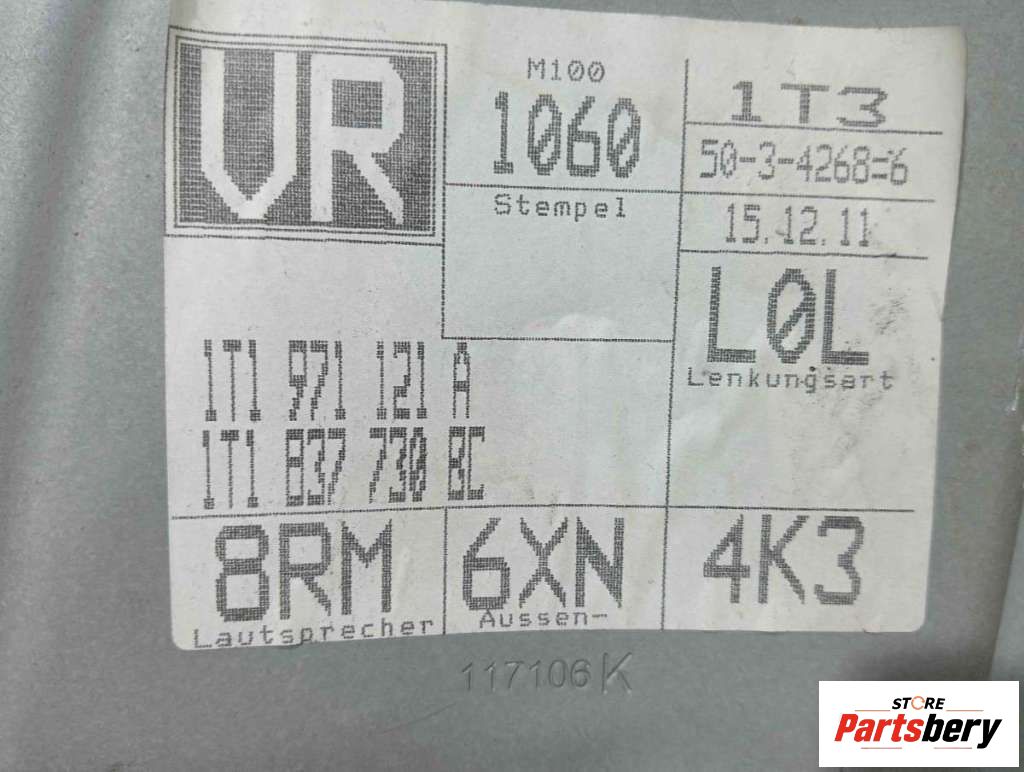 VR
M100
1060
Stempel
1T3
50-3-4268=6
15.12.11
L0L
Lenkungsart
1T1 971 121 A
1T1 837 730 BC
8RM
Lautsprecher
6XN
Aussen-
4K3
117106K
STORE
Partsbery